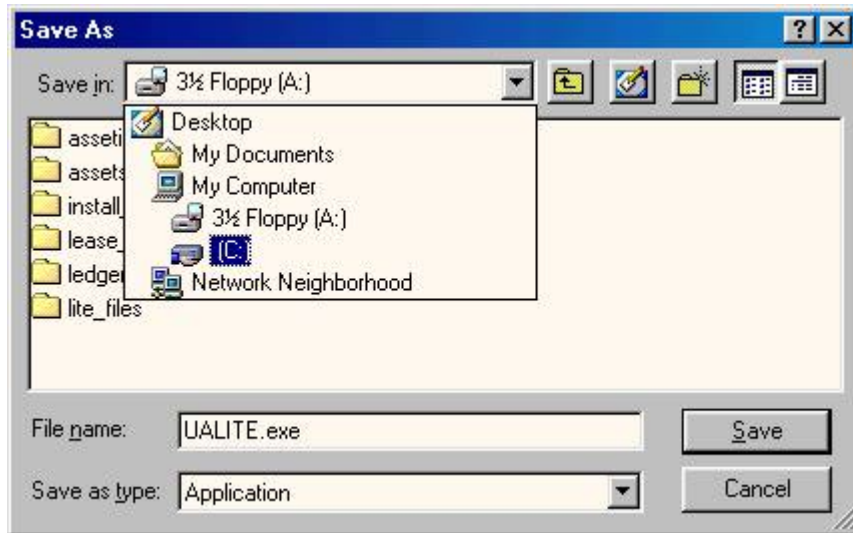 Save As
Save in: 3½ Floppy (A:)
Desktop
My Documents
My Computer
3½ Floppy (A:)
(C:
Network Neighborhood
asseti
assets
install_
lease_
ledger
lite_files
File name: UALITE.exe
Save
Save as type: Application
Cancel